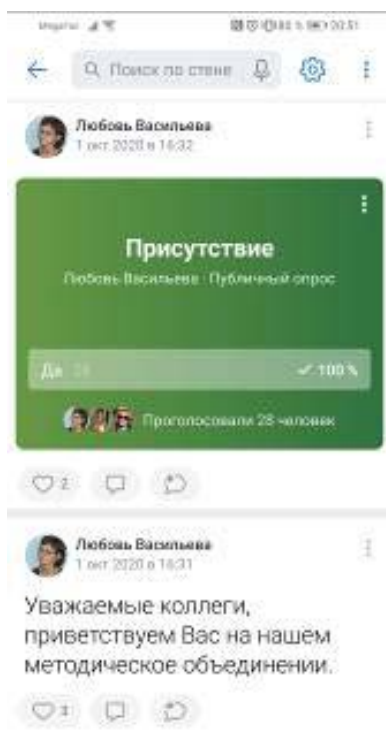 Поиск по стене
Любовь Васильева
1 окт 2020 в 16:32
Присутствие
Любовь Васильева · Публичный опрос
Да 28
100 %
Проголосовали 28 человек
2
Любовь Васильева
1 окт 2020 в 16:31
Уважаемые коллеги,
приветствуем Вас на нашем
методическое объединении.